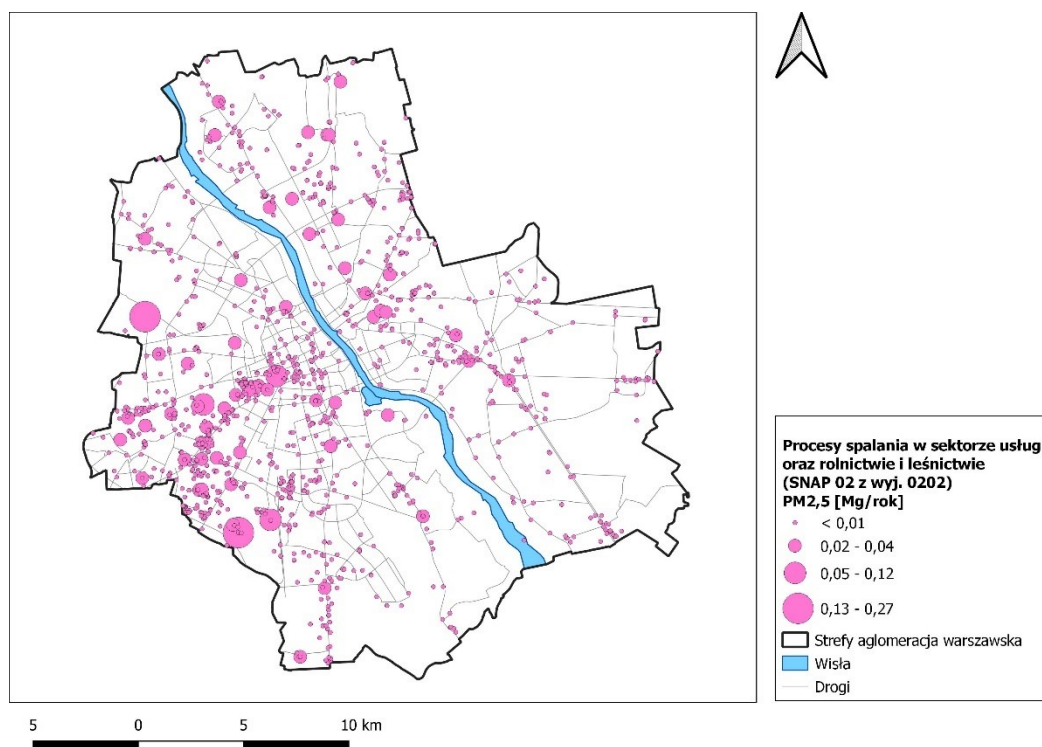 Procesy spalania w sektorze usług
oraz rolnictwie i leśnictwie
(SNAP 02 z wyj. 0202)
PM2,5 [Mg/rok]
< 0,01
0,02 - 0,04
0,05 - 0,12
0,13 - 0,27
Strefy aglomeracja warszawska
Wisła
Drogi
5 0 5 10 km